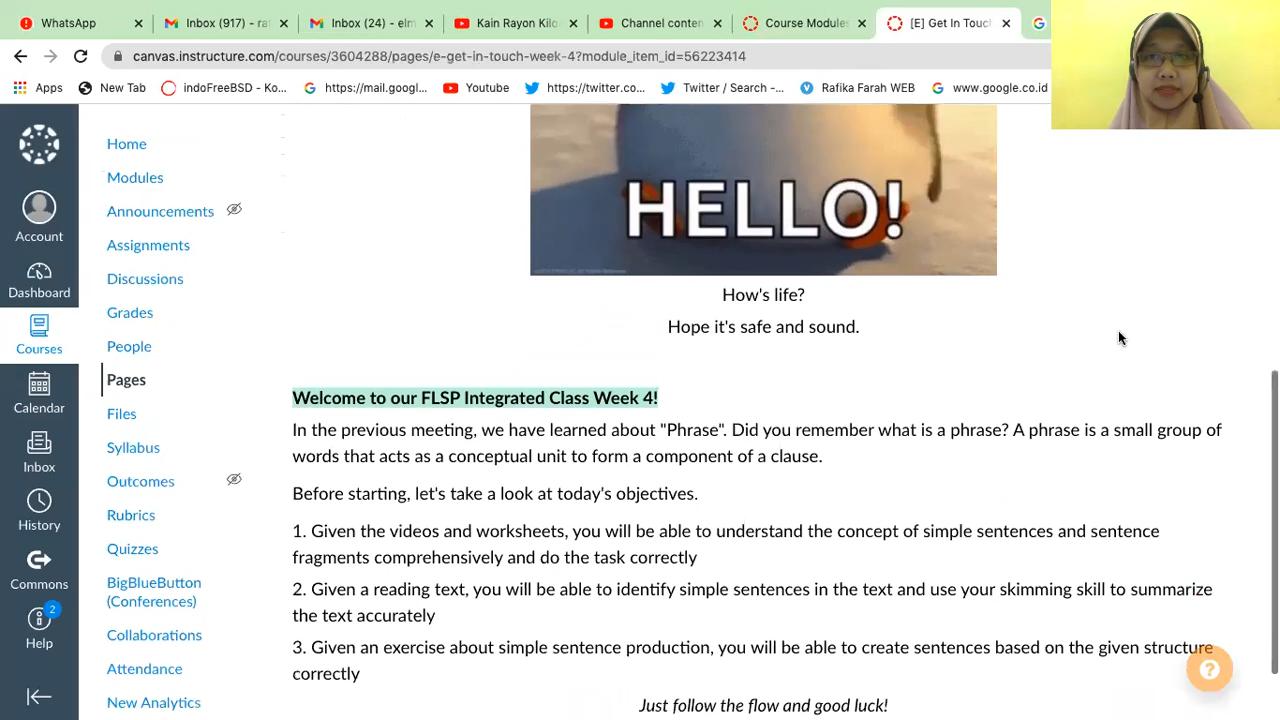 WhatsApp
Inbox (917) - ra
Inbox (24) - elm
Kain Rayon Kilo
Channel conten
Course Modules
[E] Get In Touc
canvas.instructure.com/courses/3604288/pages/e-get-in-touch-week-4?module_item_id=56223414
Apps
New Tab
indoFreeBSD - Ko...
https://mail.googl...
Youtube
https://twitter.co...
Twitter / Search -...
Rafika Farah WEB
www.google.co.id
Account
Dashboard
Courses
Calendar
Inbox
History
Commons
2
Help
Home
Modules
Announcements
Assignments
Discussions
Grades
People
Pages
Files
Syllabus
Outcomes
Rubrics
Quizzes
BigBlueButton
(Conferences)
Collaborations
Attendance
New Analytics
HELLO!
How's life?
Hope it's safe and sound.
Welcome to our FLSP Integrated Class Week 4!
In the previous meeting, we have learned about "Phrase". Did you remember what is a phrase? A phrase is a small group of
words that acts as a conceptual unit to form a component of a clause.
Before starting, let's take a look at today's objectives.
1. Given the videos and worksheets, you will be able to understand the concept of simple sentences and sentence
fragments comprehensively and do the task correctly
2. Given a reading text, you will be able to identify simple sentences in the text and use your skimming skill to summarize
the text accurately
3. Given an exercise about simple sentence production, you will be able to create sentences based on the given structure
correctly
Just follow the flow and good luck!